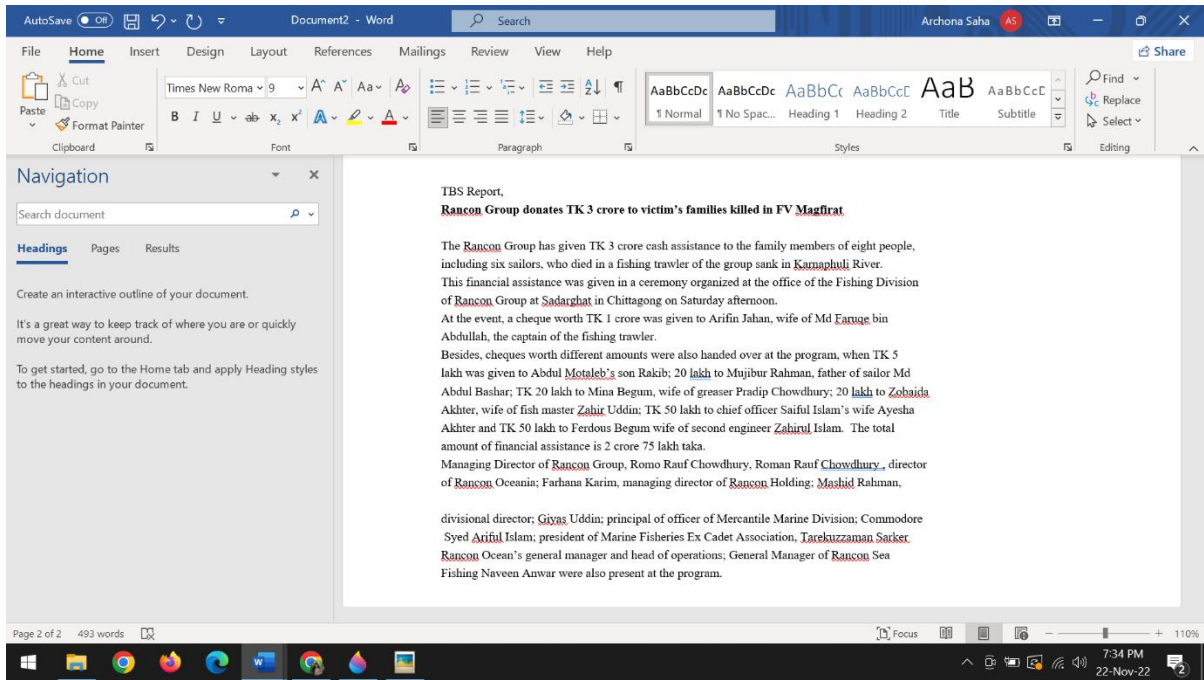 AutoSave Off Document2 - Word Search Archona Saha AS
File Home Insert Design Layout References Mailings Review View Help Share
Paste Cut Copy Format Painter Clipboard
Times New Roma 9 Font
Paragraph
AaBbCcDc ¶ Normal AaBbCcDc ¶ No Spac... AaBbCc Heading 1 AaBbCcE Heading 2 AaB Title AaBbCcD Subtitle Styles
Find Replace Select Editing
Navigation
Search document
Headings Pages Results
Create an interactive outline of your document.
It's a great way to keep track of where you are or quickly
move your content around.
To get started, go to the Home tab and apply Heading styles
to the headings in your document.
TBS Report,
Rancon Group donates TK 3 crore to victim's families killed in FV Magfirat
The Rancon Group has given TK 3 crore cash assistance to the family members of eight people,
including six sailors, who died in a fishing trawler of the group sank in Karnaphuli River.
This financial assistance was given in a ceremony organized at the office of the Fishing Division
of Rancon Group at Sadarghat in Chittagong on Saturday afternoon.
At the event, a cheque worth TK 1 crore was given to Arifin Jahan, wife of Md Faruqe bin
Abdullah, the captain of the fishing trawler.
Besides, cheques worth different amounts were also handed over at the program, when TK 5
lakh was given to Abdul Motaleb's son Rakib; 20 lakh to Mujibur Rahman, father of sailor Md
Abdul Bashar; TK 20 lakh to Mina Begum, wife of greaser Pradip Chowdhury; 20 lakh to Zobaida
Akhter, wife of fish master Zahir Uddin; TK 50 lakh to chief officer Saiful Islam's wife Ayesha
Akhter and TK 50 lakh to Ferdous Begum wife of second engineer Zahirul Islam.  The total
amount of financial assistance is 2 crore 75 lakh taka.
Managing Director of Rancon Group, Romo Rauf Chowdhury, Roman Rauf Chowdhury , director
of Rancon Oceania; Farhana Karim, managing director of Rancon Holding; Mashid Rahman,
divisional director; Giyas Uddin; principal of officer of Mercantile Marine Division; Commodore
Syed Ariful Islam; president of Marine Fisheries Ex Cadet Association, Tarekuzzaman Sarker
Rancon Ocean's general manager and head of operations; General Manager of Rancon Sea
Fishing Naveen Anwar were also present at the program.
Page 2 of 2 493 words Focus 110%
7:34 PM
22-Nov-22
2